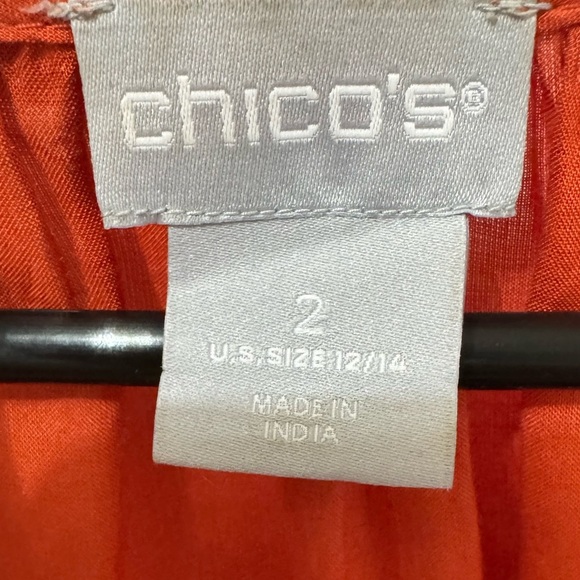 chico's®
2
U.S. SIZE 12/14
MADE IN
INDIA